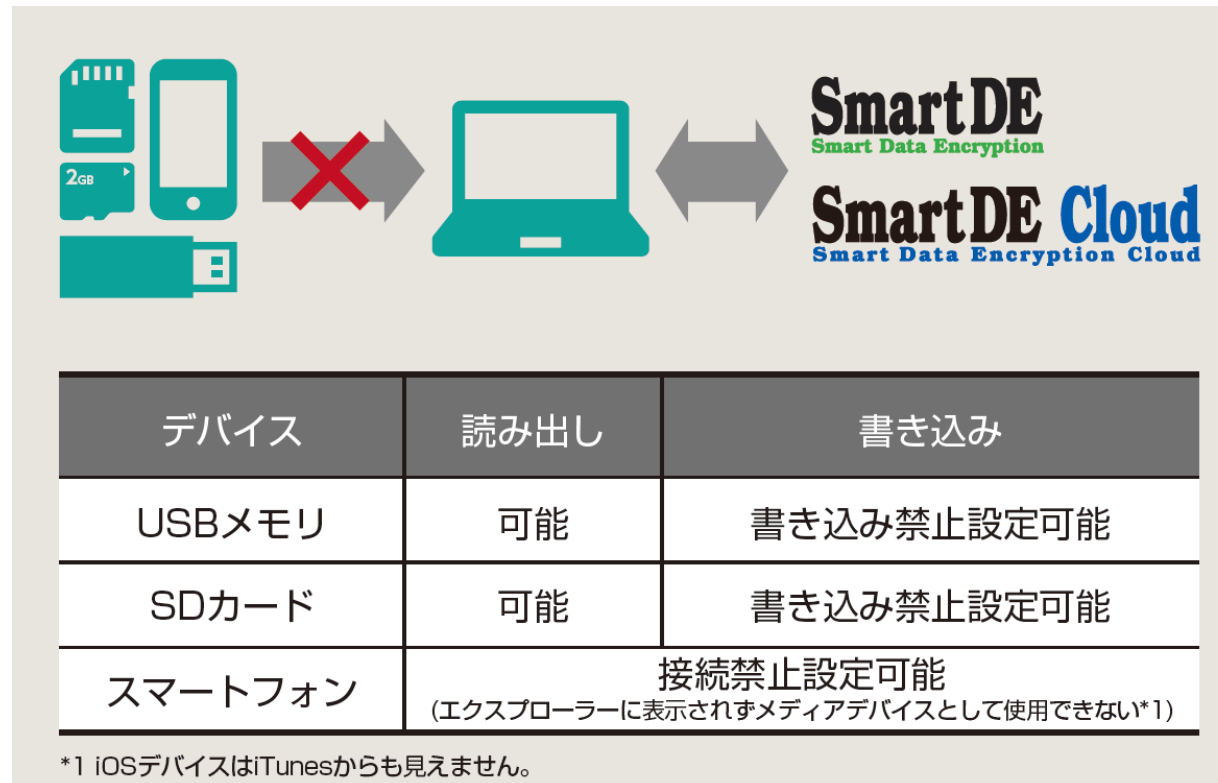 2GB
SmartDE
Smart Data Encryption
SmartDE Cloud
Smart Data Encryption Cloud
デバイス 読み出し 書き込み
USBメモリ 可能 書き込み禁止設定可能
SDカード 可能 書き込み禁止設定可能
スマートフォン 接続禁止設定可能
(エクスプローラーに表示されずメディアデバイスとして使用できない*1)
*1 iOSデバイスはiTunesからも見えません。